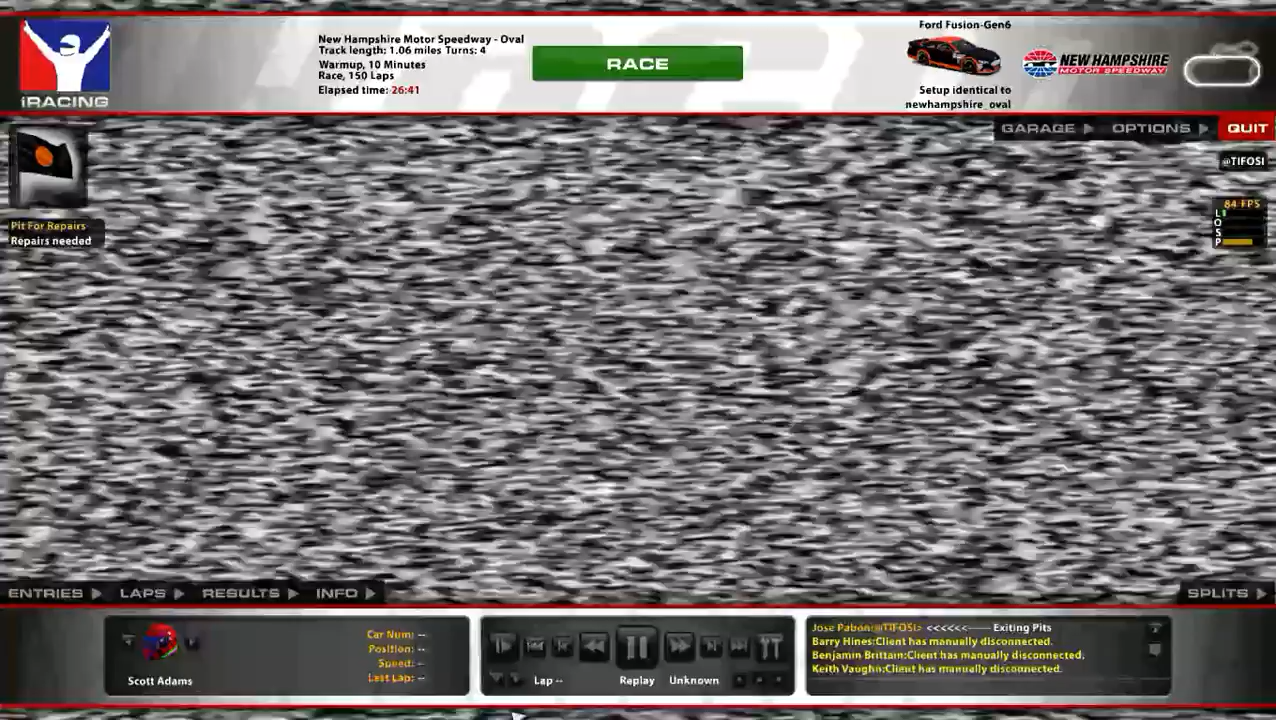 iRACING
New Hampshire Motor Speedway - Oval
Track length: 1.06 miles Turns: 4
Warmup, 10 Minutes
Race, 150 Laps
Elapsed time: 26:41
RACE
Ford Fusion-Gen6
Setup identical to
newhampshire_oval
NEW HAMPSHIRE
MOTOR SPEEDWAY
GARAGE
OPTIONS
QUIT
@TIFOSI
84 FPS
L
Q
S
P
Pit For Repairs
Repairs needed
ENTRIES
LAPS
RESULTS
INFO
SPLITS
Scott Adams
Car Num: --
Position: --
Speed: --
Last Lap: --
Lap --
Replay
Unknown
Jose Pabon:@TIFOSI> <<<<<<----- Exiting Pits
Barry Hines:Client has manually disconnected.
Benjamin Brittain:Client has manually disconnected.
Keith Vaughn:Client has manually disconnected.